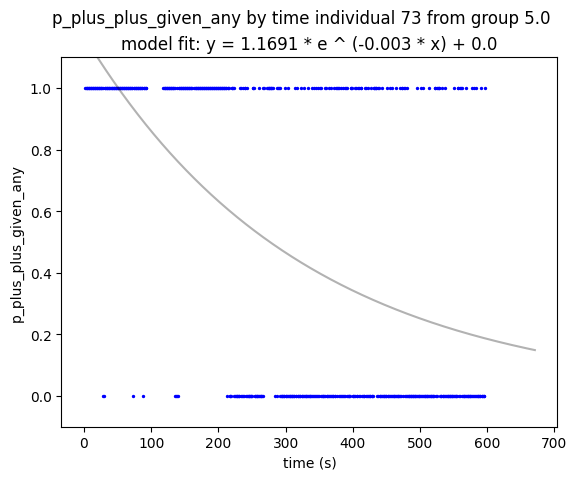 p_plus_plus_given_any by time individual 73 from group 5.0
model fit: y = 1.1691 * e ^ (-0.003 * x) + 0.0
1.0
0.8
0.6
0.4
0.2
0.0
p_plus_plus_given_any
0 100 200 300 400 500 600 700
time (s)